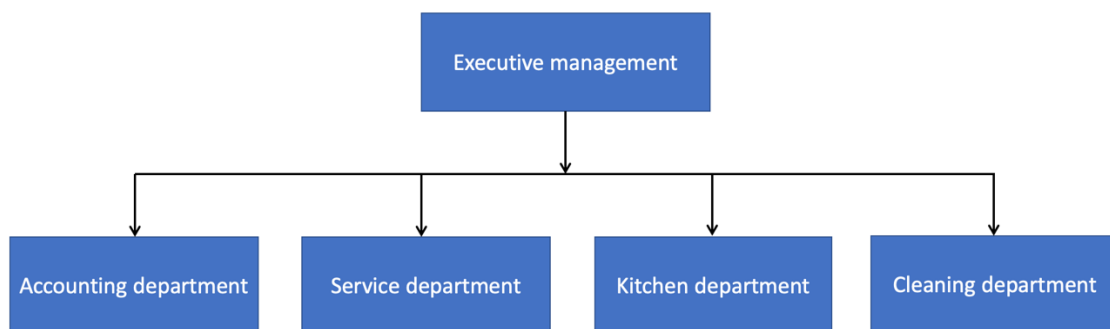 Executive management
Accounting department
Service department
Kitchen department
Cleaning department